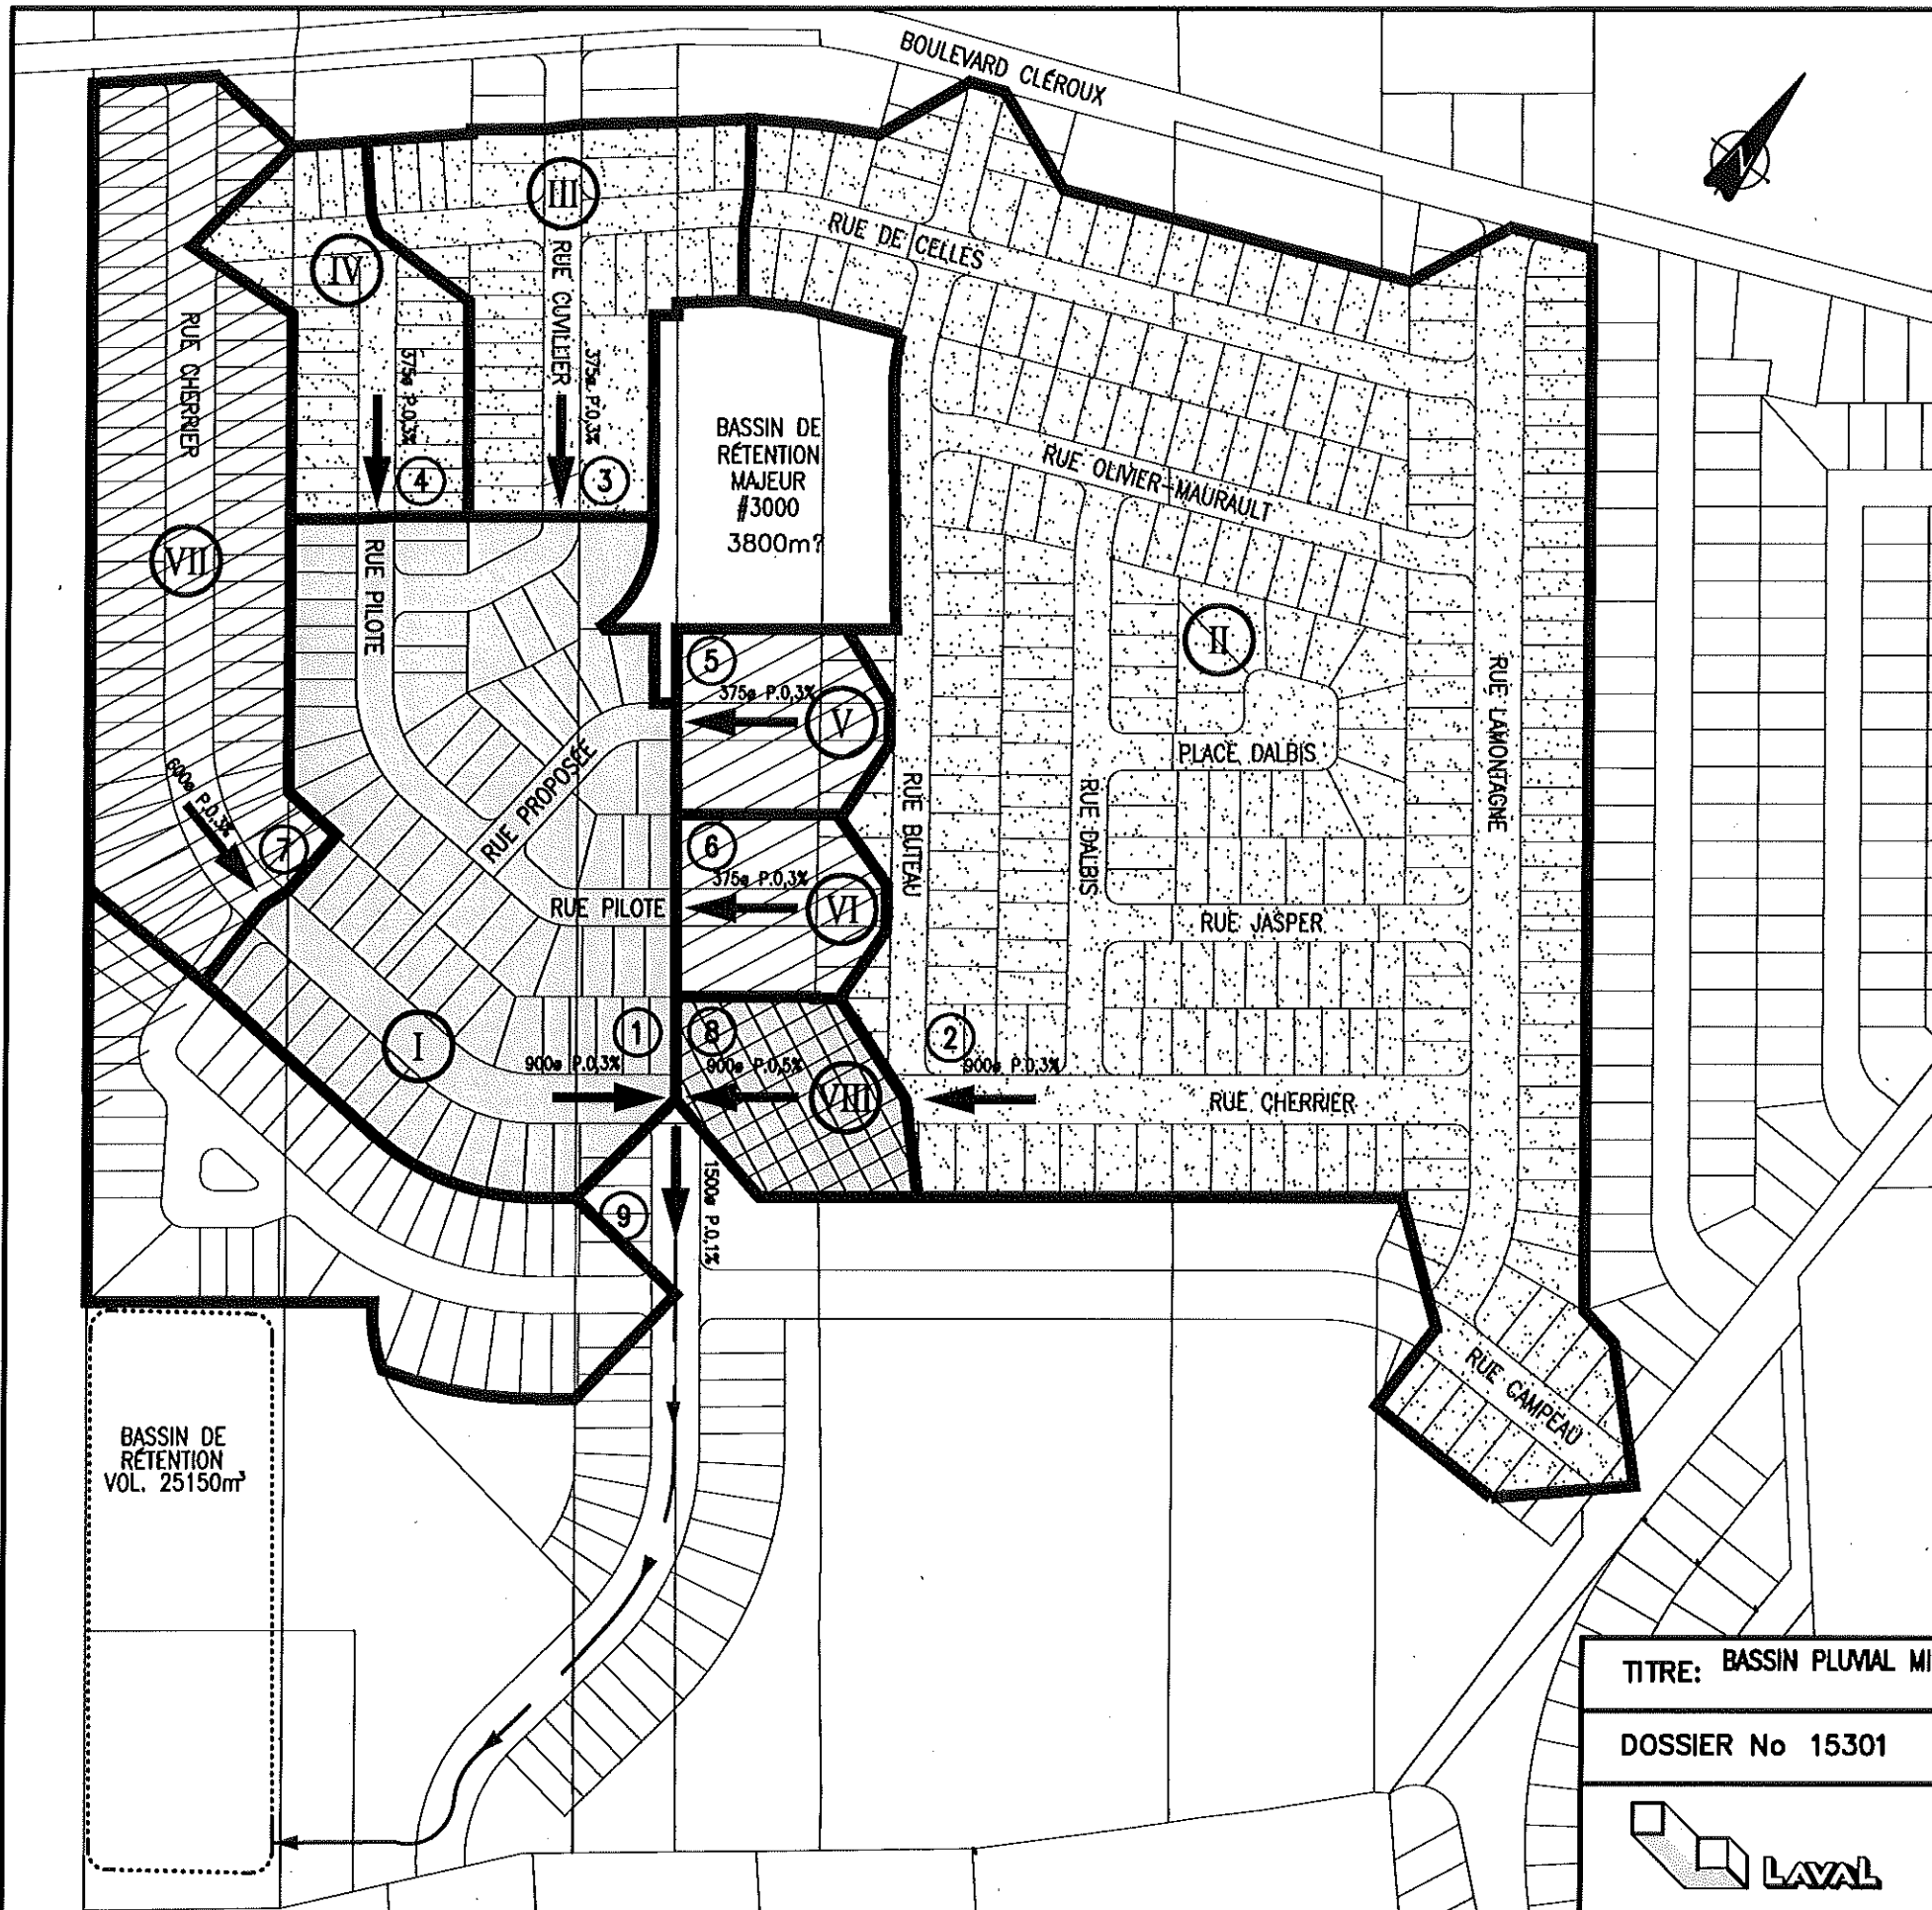 BOULEVARD CLÉROUX
III
RUE DE CELLES
IV
RUE CUVILLIER
RUE CHERRIER
375ø P.0,3%
375ø P.0,3%
4
3
BASSIN DE
RÉTENTION
MAJEUR
#3000
3800m?
RUE OLIVIER-MAURAULT
VII
RUE PILOTE
II
5
375ø P.0,3%
V
RUE LAMONTAGNE
PLACE DALBIS
RUE PROPOSÉE
600ø P.0,3%
7
RUE BUTEAU
RUE DALBIS
6
375ø P.0,3%
VI
RUE PILOTE
RUE JASPER
I
1
900ø P.0,3%
8
900ø P.0,5%
VIII
2
900ø P.0,3%
RUE CHERRIER
1500ø P.0,1%
9
RUE CAMPEAU
BASSIN DE
RÉTENTION
VOL. 25150m³
TITRE: BASSIN PLUVIAL MI
DOSSIER No 15301
LAVAL